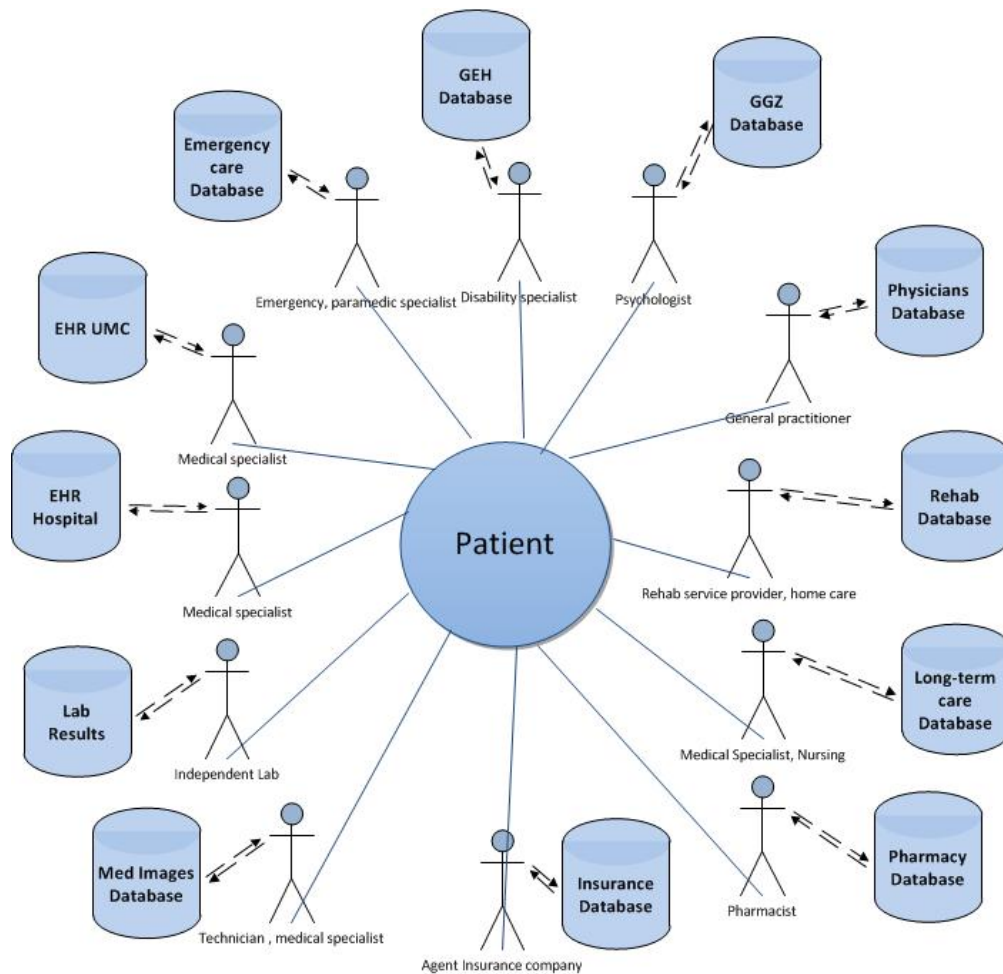 GEH
Database
GGZ
Database
Emergency
care
Database
Emergency, paramedic specialist
Disability specialist
Psychologist
Physicians
Database
EHR UMC
General practitioner
Medical specialist
EHR
Hospital
Patient
Rehab
Database
Medical specialist
Rehab service provider, home care
Lab
Results
Long-term
care
Database
Independent Lab
Medical Specialist, Nursing
Med Images
Database
Insurance
Database
Pharmacy
Database
Pharmacist
Technician , medical specialist
Agent Insurance company